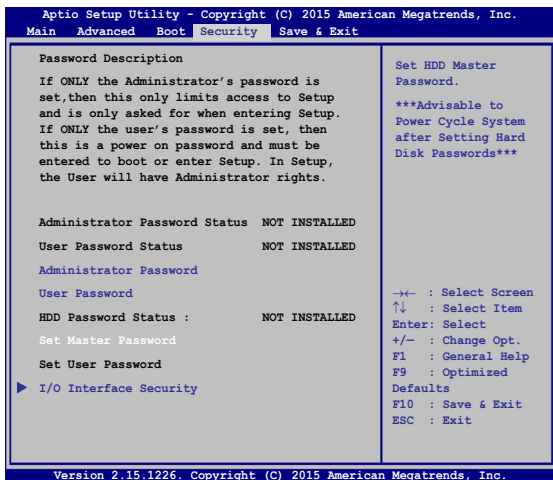 Aptio Setup Utility - Copyright (C) 2015 American Megatrends, Inc.
Main Advanced Boot Security Save & Exit
Password Description
If ONLY the Administrator's password is
set,then this only limits access to Setup
and is only asked for when entering Setup.
If ONLY the user's password is set, then
this is a power on password and must be
entered to boot or enter Setup. In Setup,
the User will have Administrator rights.
Administrator Password Status NOT INSTALLED
User Password Status NOT INSTALLED
Administrator Password
User Password
HDD Password Status : NOT INSTALLED
Set Master Password
Set User Password
I/O Interface Security
Set HDD Master
Password.
***Advisable to
Power Cycle System
after Setting Hard
Disk Passwords***
→← : Select Screen
↑↓ : Select Item
Enter: Select
+/— : Change Opt.
F1 : General Help
F9 : Optimized
Defaults
F10 : Save & Exit
ESC : Exit
Version 2.15.1226. Copyright (C) 2015 American Megatrends, Inc.